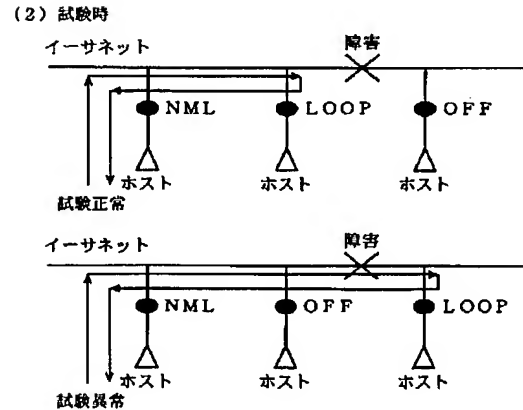 (2) 試験時
イーサネット
障害
NML
LOOP
OFF
ホスト
ホスト
ホスト
試験正常
イーサネット
障害
NML
OFF
LOOP
ホスト
ホスト
ホスト
試験異常